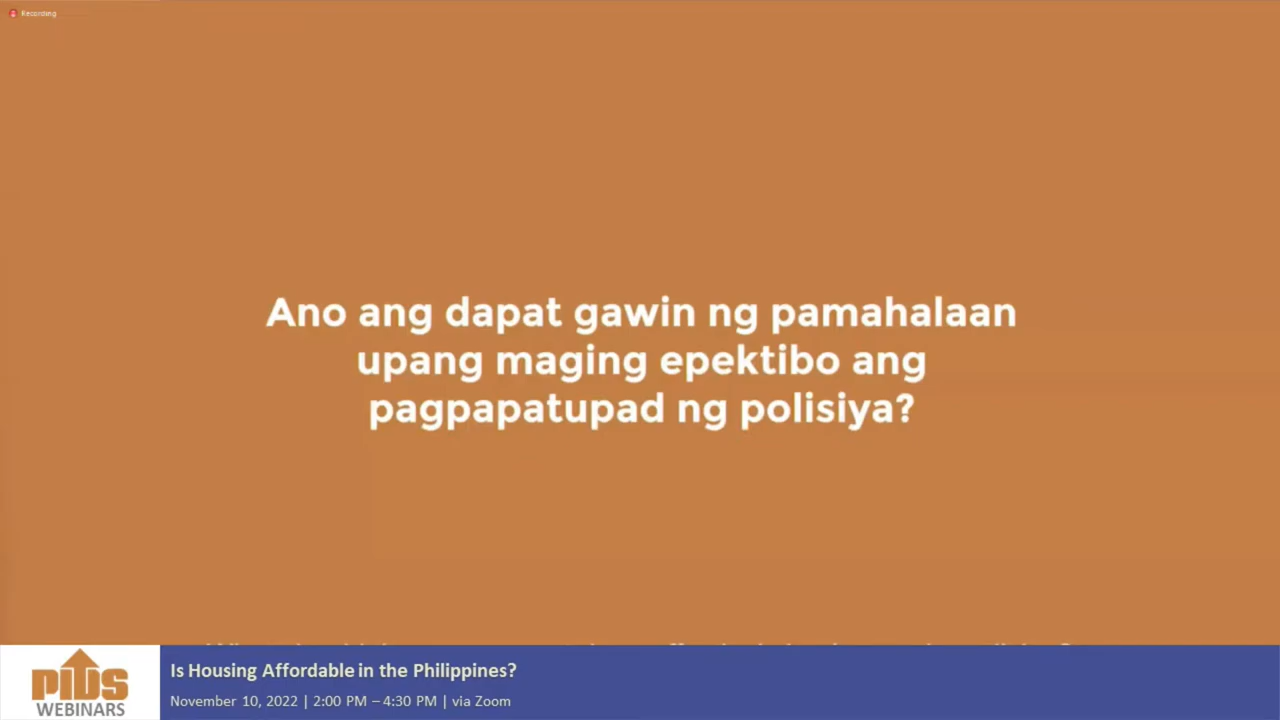 Recording
Ano ang dapat gawin ng pamahalaan
upang maging epektibo ang
pagpapatupad ng polisiya?
PIDS
WEBINARS
Is Housing Affordable in the Philippines?
November 10, 2022 | 2:00 PM – 4:30 PM | via Zoom